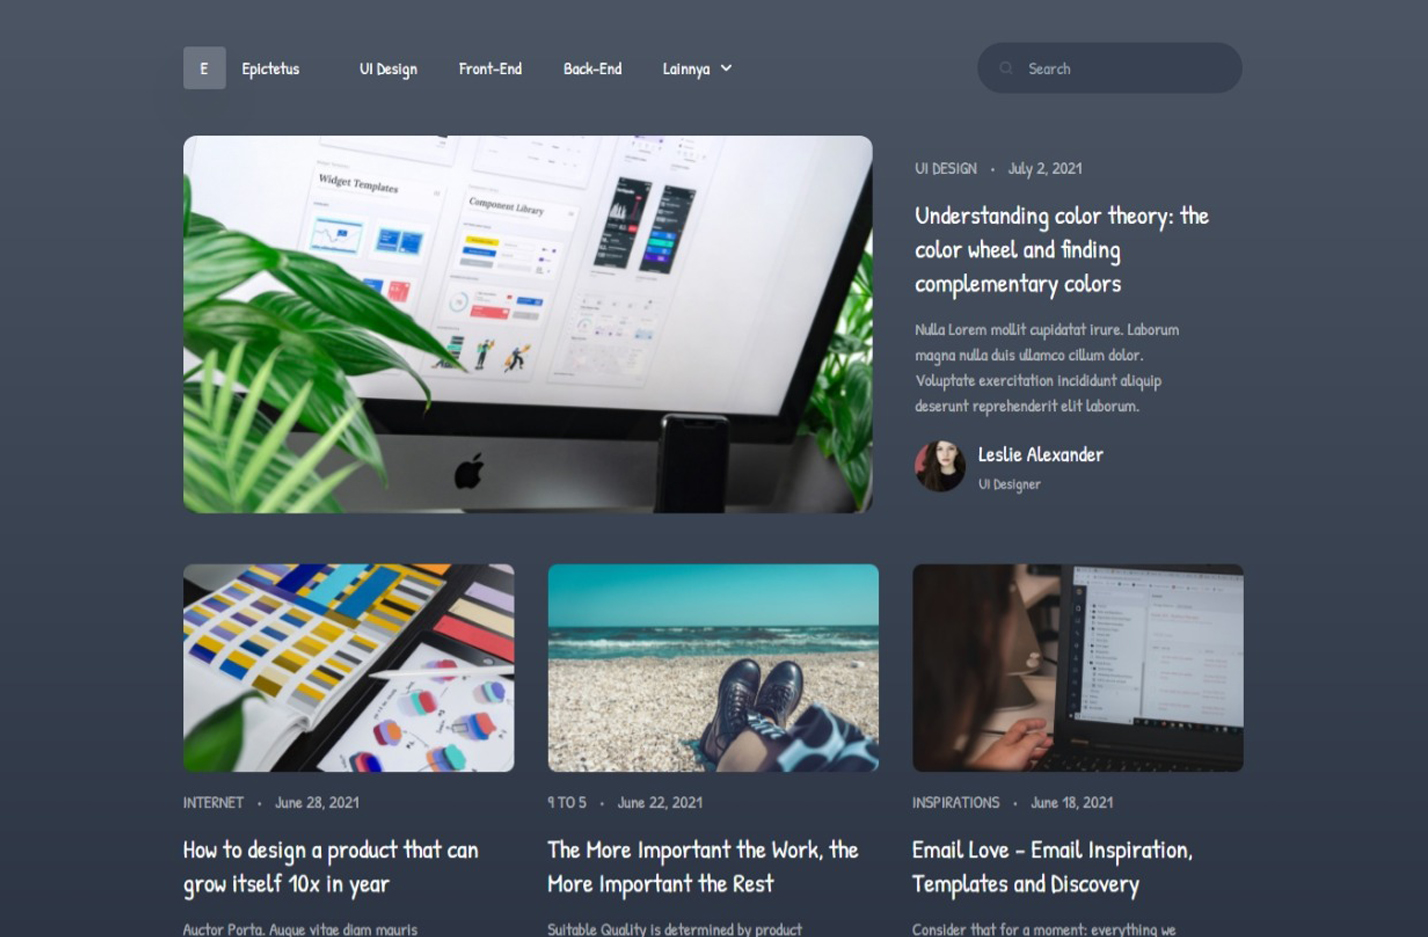 E Epictetus UI Design Front-End Back-End Lainnya Search
Widget Templates
Component Library
UI DESIGN • July 2, 2021
Understanding color theory: the
color wheel and finding
complementary colors
Nulla Lorem mollit cupidatat irure. Laborum
magna nulla duis ullamco cillum dolor.
Voluptate exercitation incididunt aliquip
deserunt reprehenderit elit laborum.
Leslie Alexander
UI Designer
INTERNET • June 28, 2021
How to design a product that can
grow itself 10x in year
Auctor Porta. Augue vitae diam mauris
9 TO 5 • June 22, 2021
The More Important the Work, the
More Important the Rest
Suitable Quality is determined by product
INSPIRATIONS • June 18, 2021
Email Love - Email Inspiration,
Templates and Discovery
Consider that for a moment: everything we